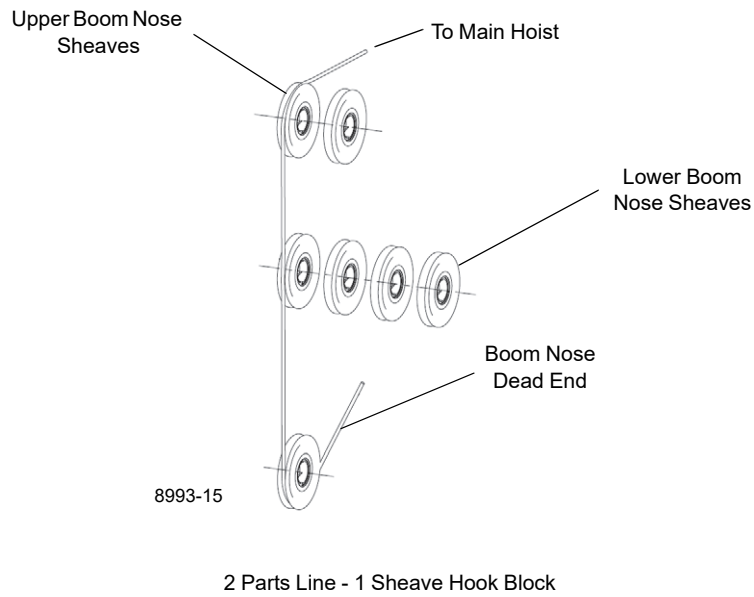 Upper Boom Nose
Sheaves
To Main Hoist
Lower Boom
Nose Sheaves
Boom Nose
Dead End
8993-15
2 Parts Line - 1 Sheave Hook Block